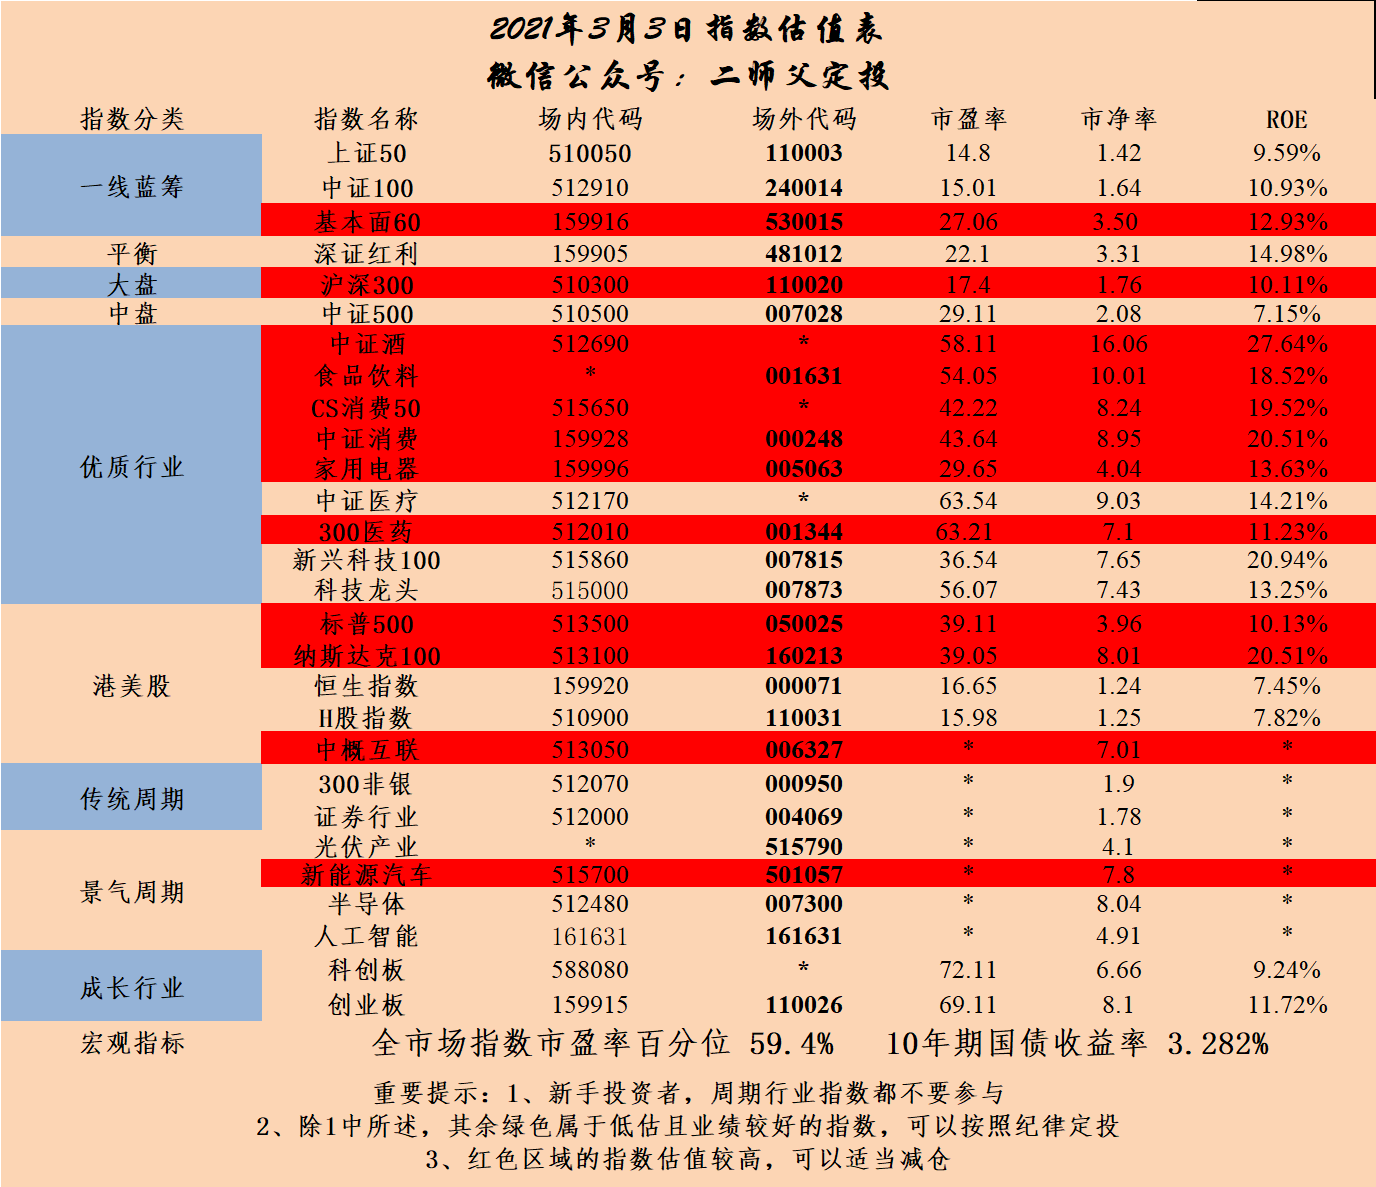 2021年3月3日指数估值表
微信公众号：二师父定投
指数分类 指数名称 场内代码 场外代码 市盈率 市净率 ROE
一线蓝筹 上证50 510050 110003 14.8 1.42 9.59%
中证100 512910 240014 15.01 1.64 10.93%
基本面60 159916 530015 27.06 3.50 12.93%
平衡 深证红利 159905 481012 22.1 3.31 14.98%
大盘 沪深300 510300 110020 17.4 1.76 10.11%
中盘 中证500 510500 007028 29.11 2.08 7.15%
优质行业 中证酒 512690 * 58.11 16.06 27.64%
食品饮料 * 001631 54.05 10.01 18.52%
CS消费50 515650 * 42.22 8.24 19.52%
中证消费 159928 000248 43.64 8.95 20.51%
家用电器 159996 005063 29.65 4.04 13.63%
中证医疗 512170 * 63.54 9.03 14.21%
300医药 512010 001344 63.21 7.1 11.23%
新兴科技100 515860 007815 36.54 7.65 20.94%
科技龙头 515000 007873 56.07 7.43 13.25%
港美股 标普500 513500 050025 39.11 3.96 10.13%
纳斯达克100 513100 160213 39.05 8.01 20.51%
恒生指数 159920 000071 16.65 1.24 7.45%
H股指数 510900 110031 15.98 1.25 7.82%
中概互联 513050 006327 * 7.01 *
传统周期 300非银 512070 000950 * 1.9 *
证券行业 512000 004069 * 1.78 *
景气周期 光伏产业 * 515790 * 4.1 *
新能源汽车 515700 501057 * 7.8 *
半导体 512480 007300 * 8.04 *
人工智能 161631 161631 * 4.91 *
成长行业 科创板 588080 * 72.11 6.66 9.24%
创业板 159915 110026 69.11 8.1 11.72%
宏观指标 全市场指数市盈率百分位 59.4% 10年期国债收益率 3.282%
重要提示：1、新手投资者，周期行业指数都不要参与
2、除1中所述，其余绿色属于低估且业绩较好的指数，可以按照纪律定投
3、红色区域的指数估值较高，可以适当减仓